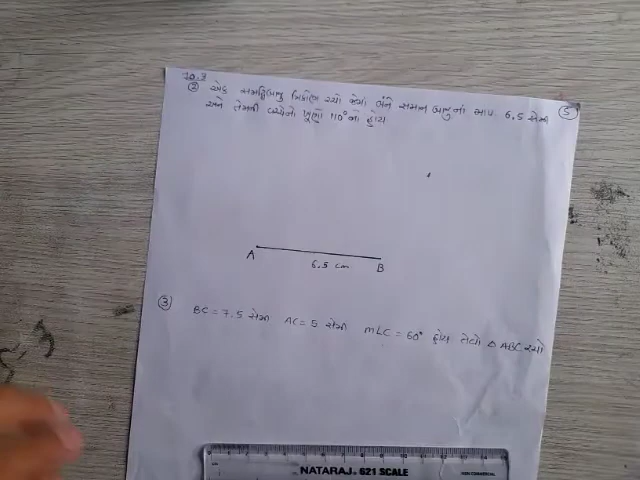 10.3
② એક સમદ્વિબાજુ ત્રિકોણ રચો જેમાં બંને સમાન બાજુના માપ 6.5 સેમી ⑤
અને તેમની વચ્ચેનો ખૂણો 110° નો હોય
A B
6.5 cm
③ BC = 7.5 સેમી AC = 5 સેમી m∠C = 60° હોય તેવો △ABC રચો
NATARAJ 621 SCALE